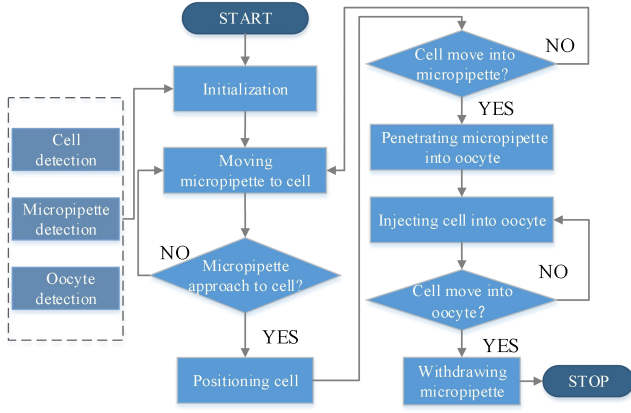 START
Initialization
Cell
detection
Micropipette
detection
Oocyte
detection
Moving
micropipette to cell
NO
Micropipette
approach to cell?
YES
Positioning cell
Cell move into
micropipette?
NO
YES
Penetrating micropipette
into oocyte
Injecting cell into oocyte
Cell move into
oocyte?
NO
YES
Withdrawing
micropipette
STOP